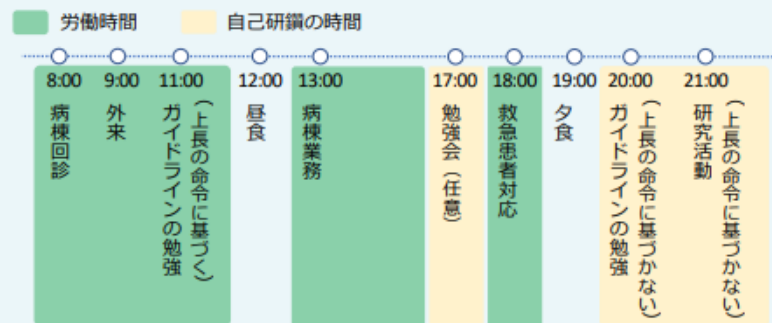 労働時間
自己研鑽の時間
8:00
病棟回診
9:00
外来
11:00
ガイドラインの勉強
（上長の命令に基づく）
12:00
昼食
13:00
病棟業務
17:00
勉強会（任意）
18:00
救急患者対応
19:00
夕食
20:00
ガイドラインの勉強
（上長の命令に基づかない）
21:00
研究活動
（上長の命令に基づかない）